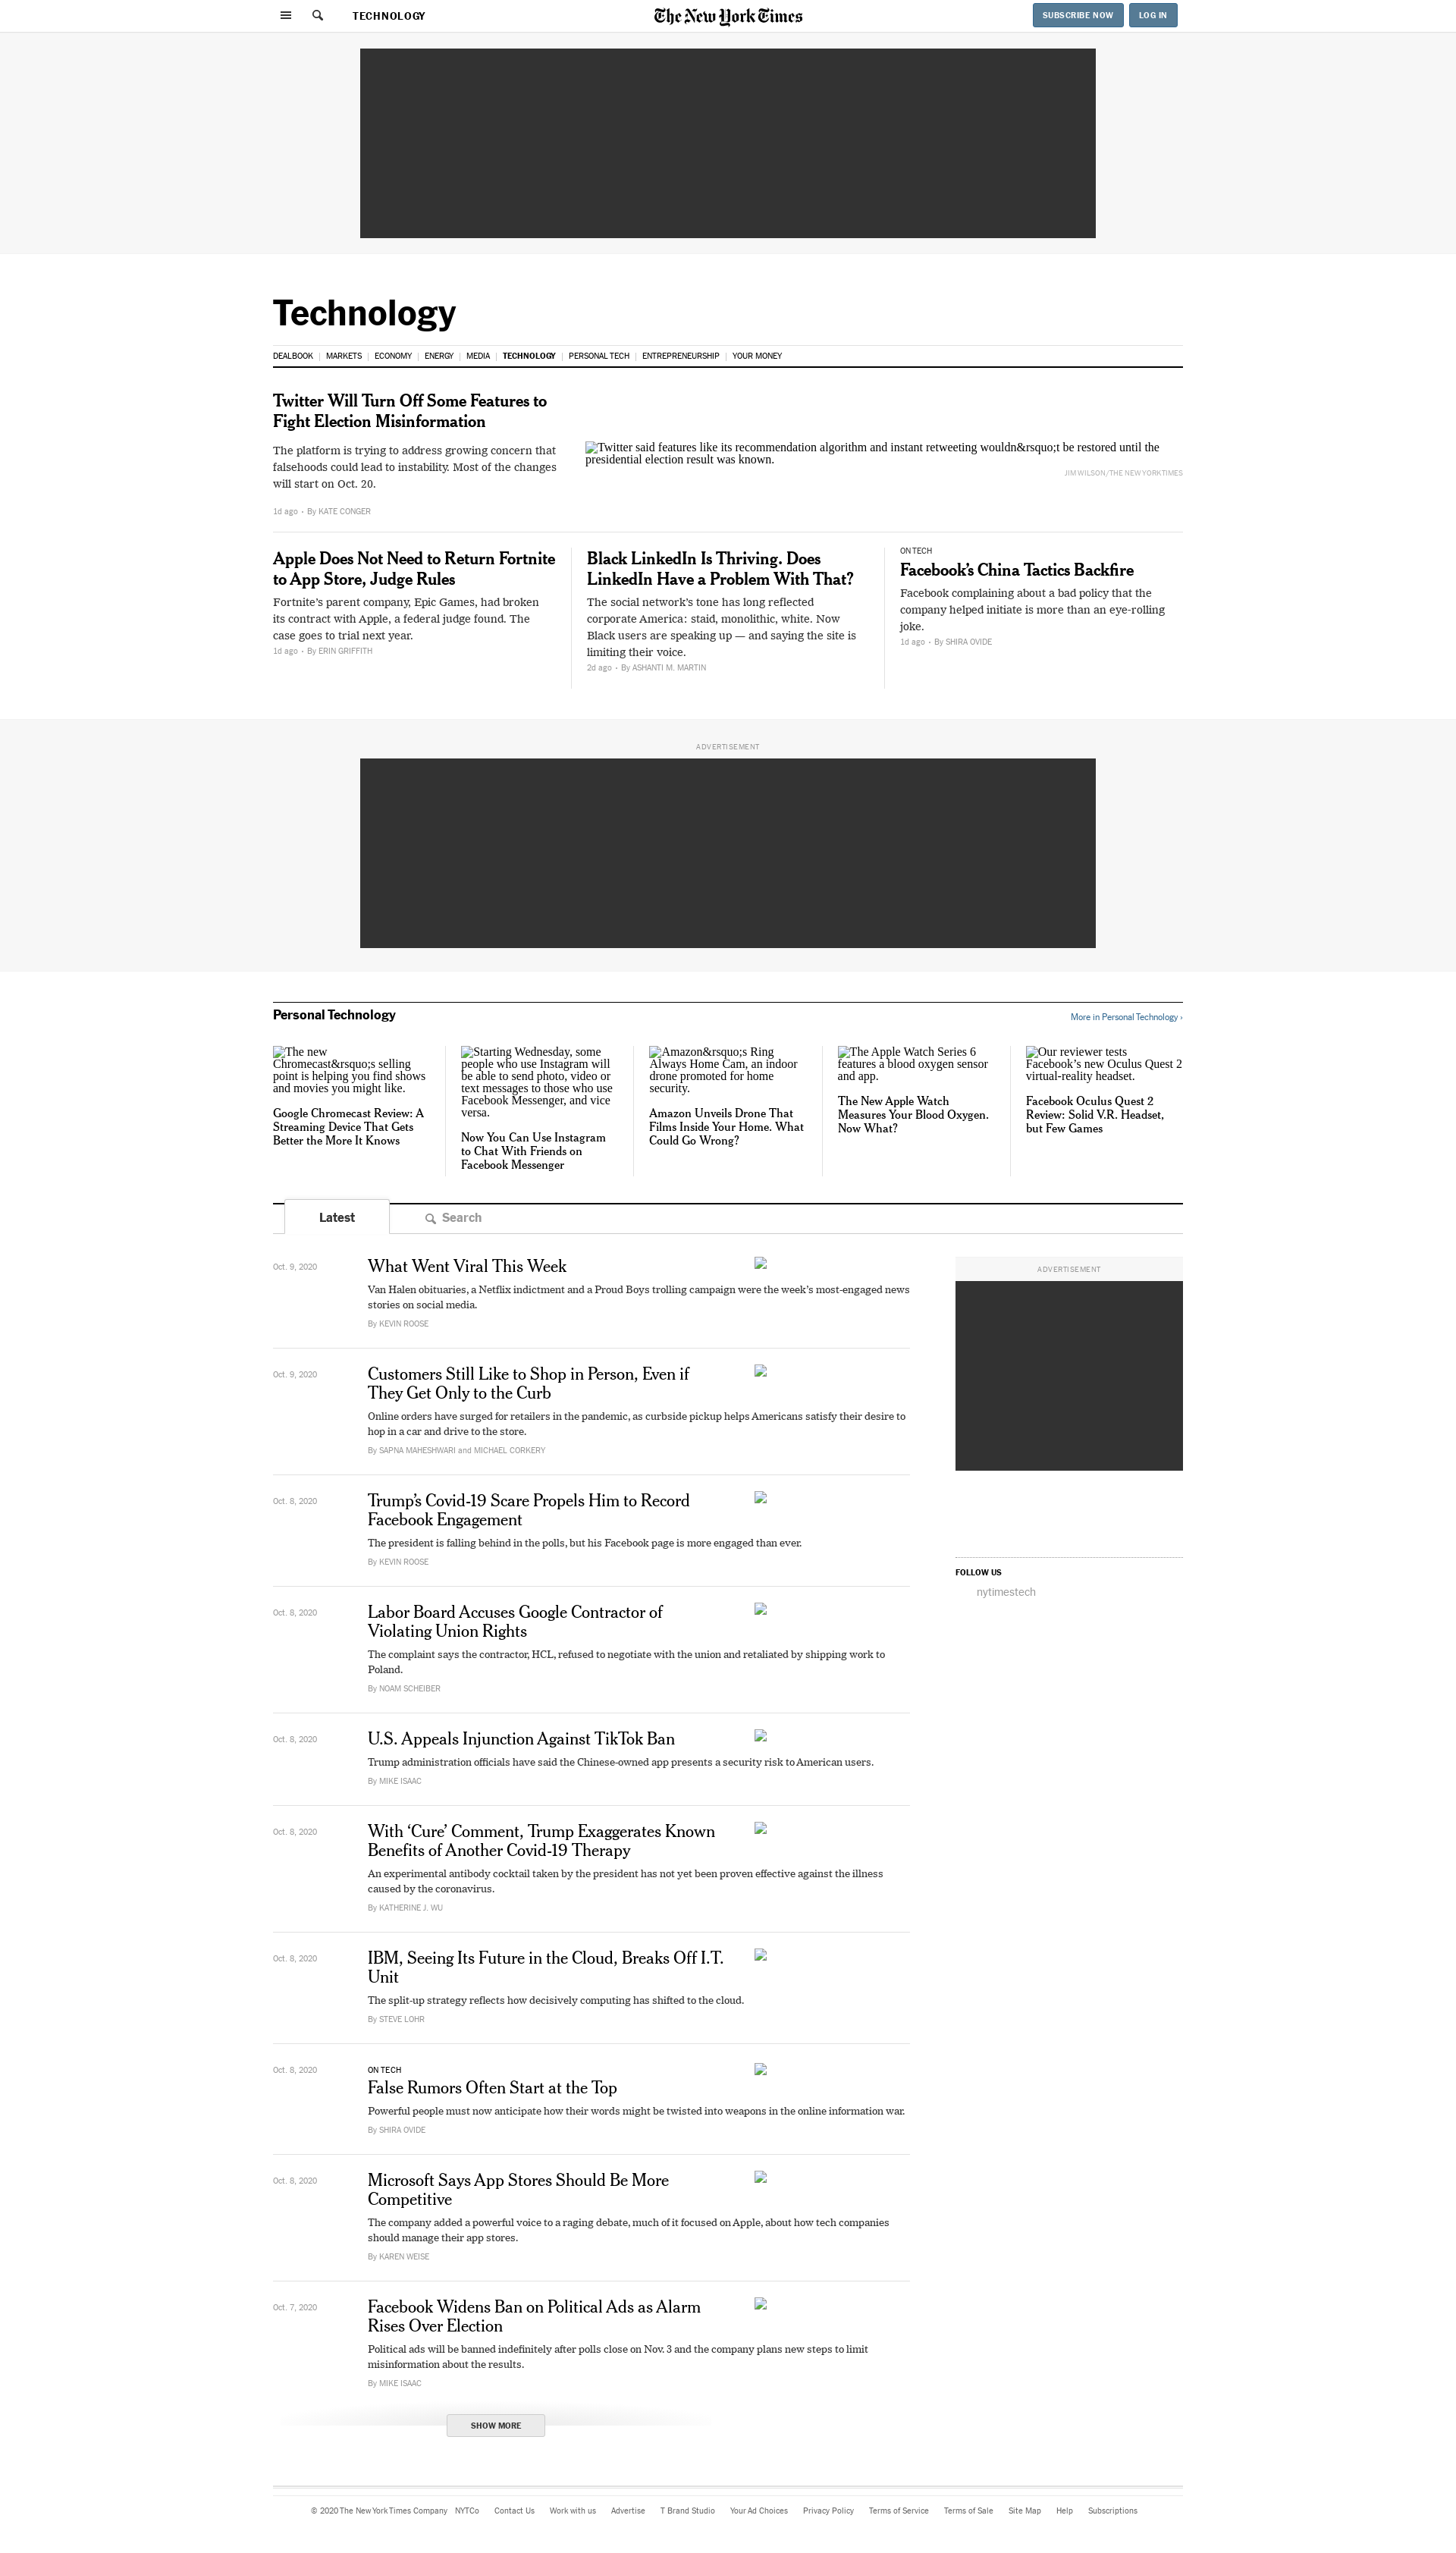 TECHNOLOGY
The New York Times
SUBSCRIBE NOW
LOG IN
Technology
DEALBOOK
MARKETS
ECONOMY
ENERGY
MEDIA
TECHNOLOGY
PERSONAL TECH
ENTREPRENEURSHIP
YOUR MONEY
Twitter Will Turn Off Some Features to
Fight Election Misinformation
The platform is trying to address growing concern that
falsehoods could lead to instability. Most of the changes
will start on Oct. 20.
1d ago • By KATE CONGER
Twitter said features like its recommendation algorithm and instant retweeting wouldn&rsquo;t be restored until the
presidential election result was known.
JIM WILSON/THE NEW YORK TIMES
Apple Does Not Need to Return Fortnite
to App Store, Judge Rules
Fortnite’s parent company, Epic Games, had broken
its contract with Apple, a federal judge found. The
case goes to trial next year.
1d ago • By ERIN GRIFFITH
Black LinkedIn Is Thriving. Does
LinkedIn Have a Problem With That?
The social network’s tone has long reflected
corporate America: staid, monolithic, white. Now
Black users are speaking up — and saying the site is
limiting their voice.
2d ago • By ASHANTI M. MARTIN
ON TECH
Facebook’s China Tactics Backfire
Facebook complaining about a bad policy that the
company helped initiate is more than an eye-rolling
joke.
1d ago • By SHIRA OVIDE
ADVERTISEMENT
Personal Technology
More in Personal Technology ›
The new
Chromecast&rsquo;s selling
point is helping you find shows
and movies you might like.
Google Chromecast Review: A
Streaming Device That Gets
Better the More It Knows
Starting Wednesday, some
people who use Instagram will
be able to send photo, video or
text messages to those who use
Facebook Messenger, and vice
versa.
Now You Can Use Instagram
to Chat With Friends on
Facebook Messenger
Amazon&rsquo;s Ring
Always Home Cam, an indoor
drone promoted for home
security.
Amazon Unveils Drone That
Films Inside Your Home. What
Could Go Wrong?
The Apple Watch Series 6
features a blood oxygen sensor
and app.
The New Apple Watch
Measures Your Blood Oxygen.
Now What?
Our reviewer tests
Facebook’s new Oculus Quest 2
virtual-reality headset.
Facebook Oculus Quest 2
Review: Solid V.R. Headset,
but Few Games
Latest
Search
Oct. 9, 2020
What Went Viral This Week
Van Halen obituaries, a Netflix indictment and a Proud Boys trolling campaign were the week’s most-engaged news
stories on social media.
By KEVIN ROOSE
ADVERTISEMENT
Oct. 9, 2020
Customers Still Like to Shop in Person, Even if
They Get Only to the Curb
Online orders have surged for retailers in the pandemic, as curbside pickup helps Americans satisfy their desire to
hop in a car and drive to the store.
By SAPNA MAHESHWARI and MICHAEL CORKERY
Oct. 8, 2020
Trump’s Covid-19 Scare Propels Him to Record
Facebook Engagement
The president is falling behind in the polls, but his Facebook page is more engaged than ever.
By KEVIN ROOSE
FOLLOW US
nytimestech
Oct. 8, 2020
Labor Board Accuses Google Contractor of
Violating Union Rights
The complaint says the contractor, HCL, refused to negotiate with the union and retaliated by shipping work to
Poland.
By NOAM SCHEIBER
Oct. 8, 2020
U.S. Appeals Injunction Against TikTok Ban
Trump administration officials have said the Chinese-owned app presents a security risk to American users.
By MIKE ISAAC
Oct. 8, 2020
With ‘Cure’ Comment, Trump Exaggerates Known
Benefits of Another Covid-19 Therapy
An experimental antibody cocktail taken by the president has not yet been proven effective against the illness
caused by the coronavirus.
By KATHERINE J. WU
Oct. 8, 2020
IBM, Seeing Its Future in the Cloud, Breaks Off I.T.
Unit
The split-up strategy reflects how decisively computing has shifted to the cloud.
By STEVE LOHR
Oct. 8, 2020
ON TECH
False Rumors Often Start at the Top
Powerful people must now anticipate how their words might be twisted into weapons in the online information war.
By SHIRA OVIDE
Oct. 8, 2020
Microsoft Says App Stores Should Be More
Competitive
The company added a powerful voice to a raging debate, much of it focused on Apple, about how tech companies
should manage their app stores.
By KAREN WEISE
Oct. 7, 2020
Facebook Widens Ban on Political Ads as Alarm
Rises Over Election
Political ads will be banned indefinitely after polls close on Nov. 3 and the company plans new steps to limit
misinformation about the results.
By MIKE ISAAC
SHOW MORE
© 2020 The New York Times Company NYTCo Contact Us Work with us Advertise T Brand Studio Your Ad Choices Privacy Policy Terms of Service Terms of Sale Site Map Help Subscriptions